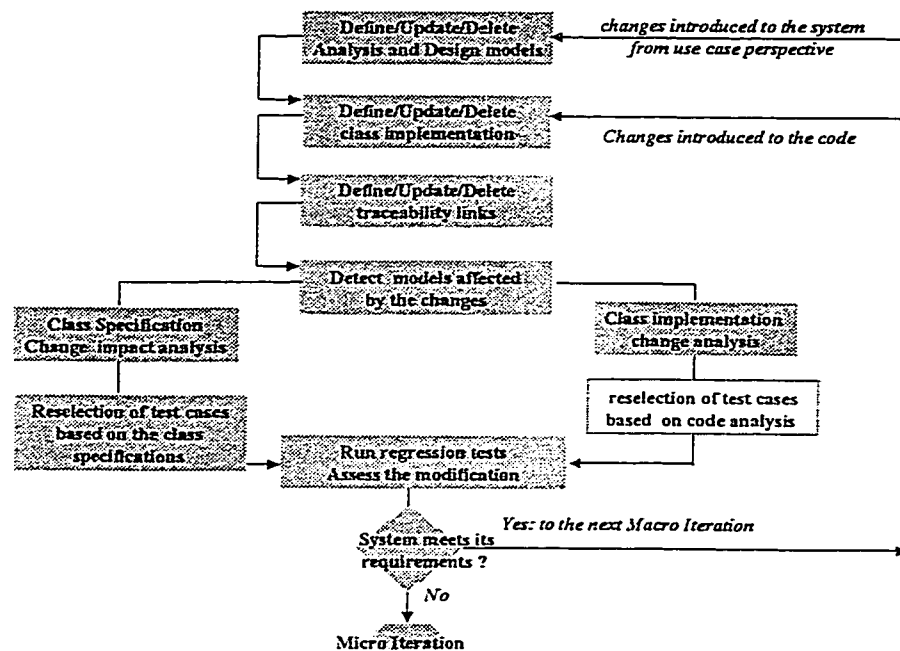 Define/Update/Delete
Analysis and Design models
changes introduced to the system
from use case perspective
Define/Update/Delete
class implementation
Changes introduced to the code
Define/Update/Delete
traceability links
Detect models affected
by the changes
Class Specification
Change impact analysis
Class implementation
change analysis
Reselection of test cases
based on the class
specifications
reselection of test cases
based on code analysis
Run regression tests
Assess the modification
System meets its
requirements ?
Yes: to the next Macro Iteration
No
Micro Iteration